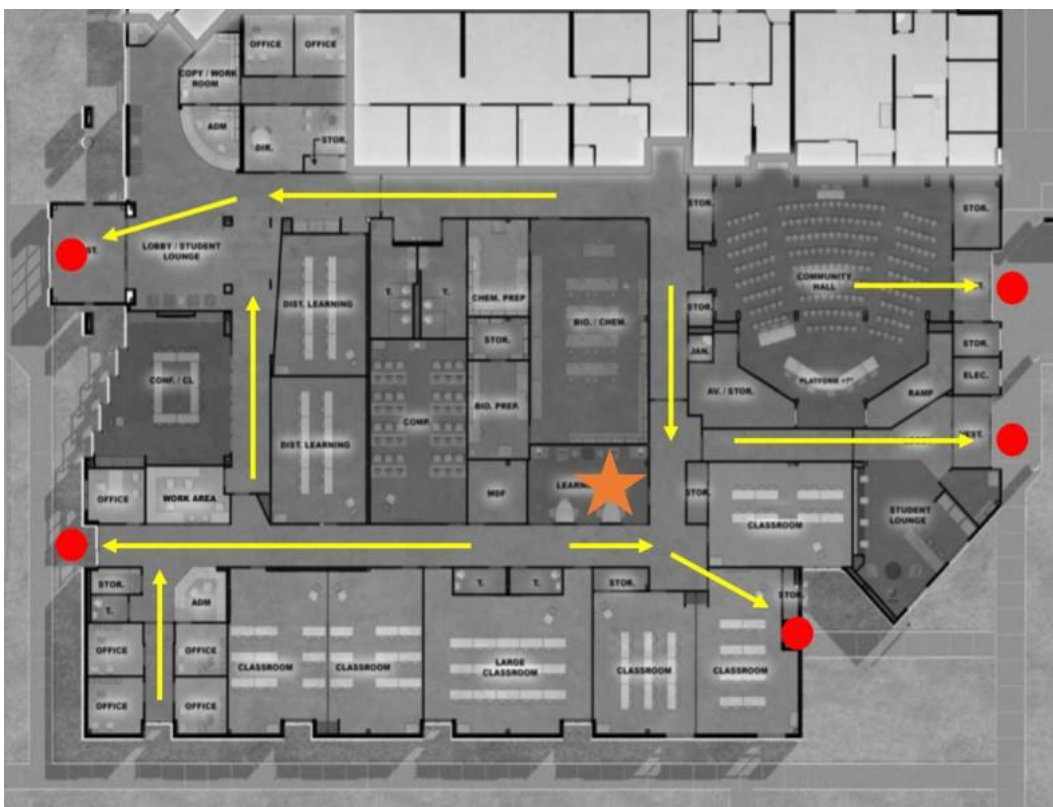 OFFICE
OFFICE
COPY / WORK
ROOM
ADM
DIR.
STOR.
STOR.
STOR.
LOBBY / STUDENT
LOUNGE
DIST. LEARNING
T.
T.
CHEM. PREP
STOR.
BIO. / CHEM.
STOR.
COMMUNITY
HALL
JAN.
STOR.
ELEC.
CONF. / CL
DIST. LEARNING
COMP.
BIO. PREP.
AV. / STOR.
PLATFORM +7"
RAMP
OFFICE
WORK AREA
MDF
STOR.
CLASSROOM
STUDENT
LOUNGE
STOR.
T.
ADM
T.
T.
STOR.
STOR.
OFFICE
OFFICE
CLASSROOM
CLASSROOM
LARGE
CLASSROOM
CLASSROOM
CLASSROOM
OFFICE
OFFICE